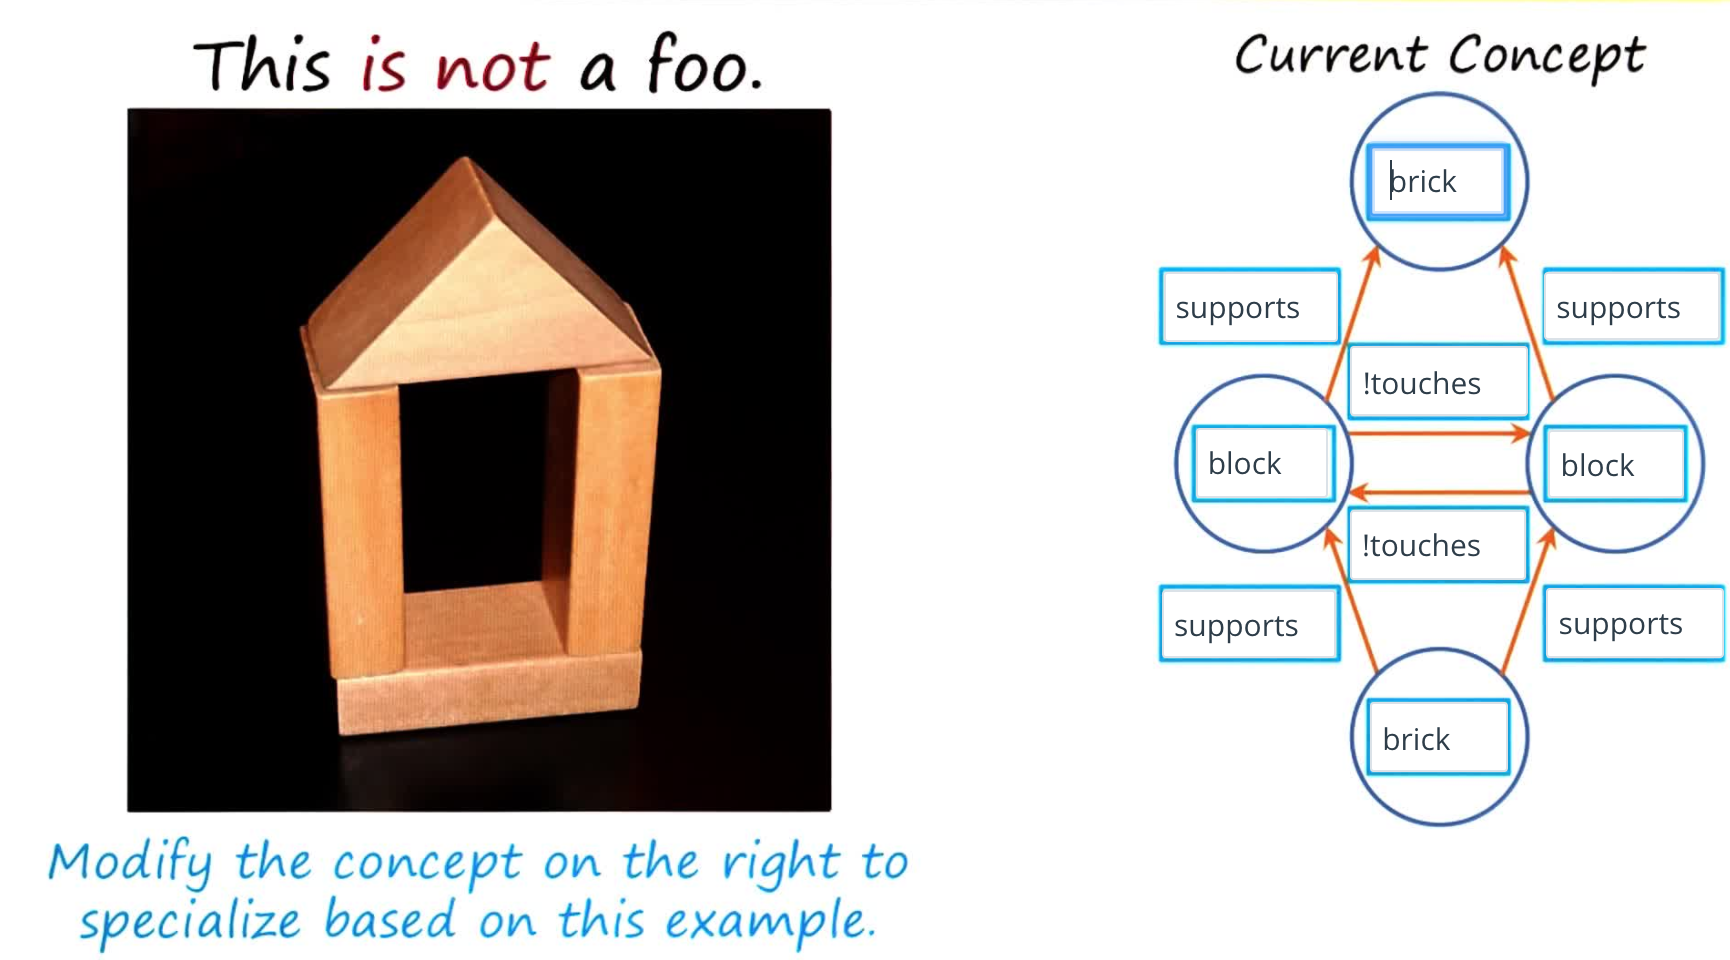 This is not a foo.
Current Concept
brick
supports
supports
!touches
block
block
!touches
supports
supports
brick
Modify the concept on the right to
specialize based on this example.